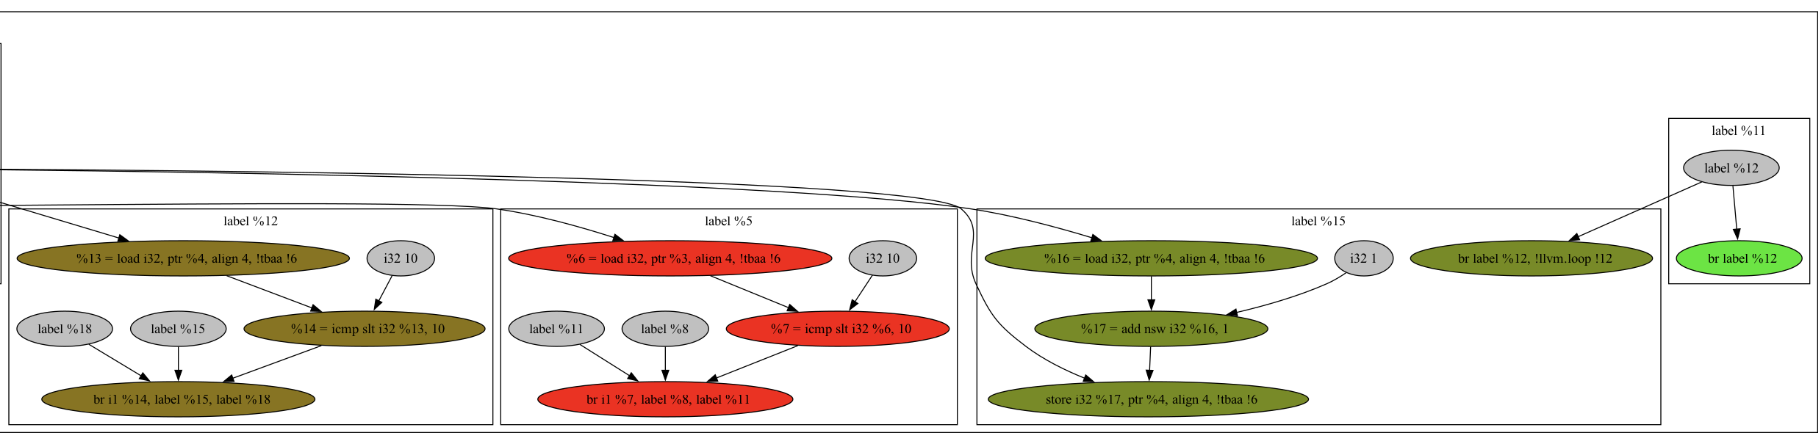 label %12
%13 = load i32, ptr %4, align 4, !tbaa !6
i32 10
label %18
label %15
%14 = icmp slt i32 %13, 10
br i1 %14, label %15, label %18
label %5
%6 = load i32, ptr %3, align 4, !tbaa !6
i32 10
label %11
label %8
%7 = icmp slt i32 %6, 10
br i1 %7, label %8, label %11
label %15
%16 = load i32, ptr %4, align 4, !tbaa !6
i32 1
br label %12, !llvm.loop !12
%17 = add nsw i32 %16, 1
store i32 %17, ptr %4, align 4, !tbaa !6
label %11
label %12
br label %12